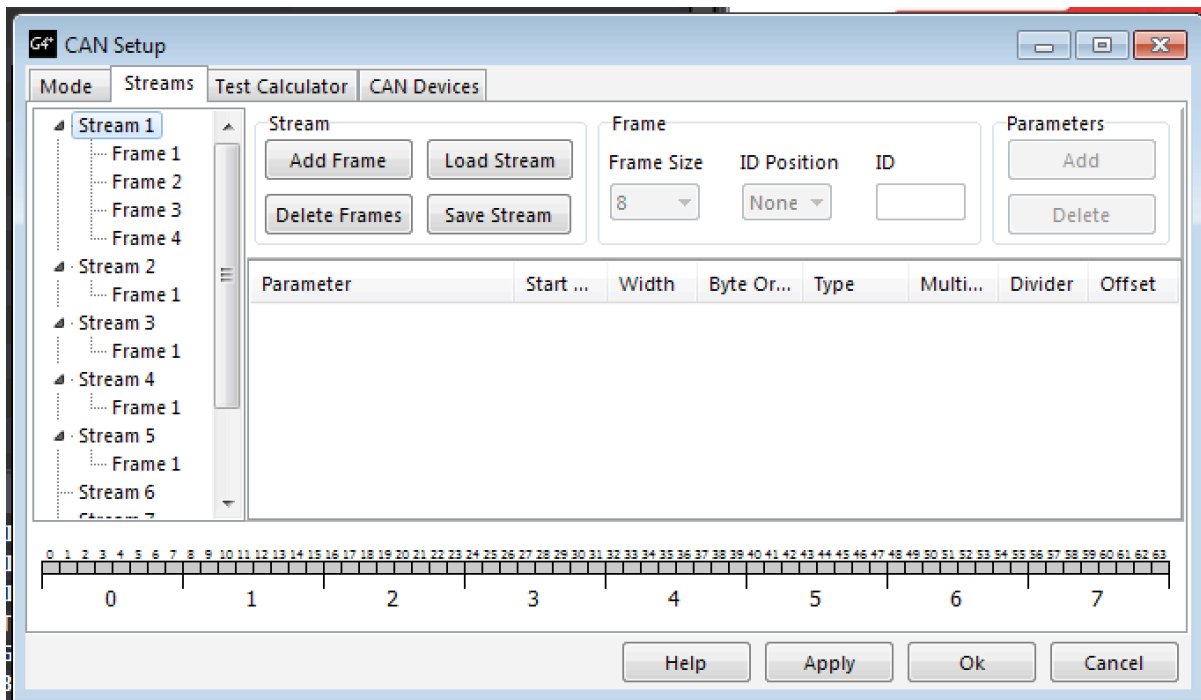 G4+ CAN Setup
Mode Streams Test Calculator CAN Devices
Stream 1
Frame 1
Frame 2
Frame 3
Frame 4
Stream 2
Frame 1
Stream 3
Frame 1
Stream 4
Frame 1
Stream 5
Frame 1
Stream 6
Stream
Add Frame Load Stream
Delete Frames Save Stream
Frame
Frame Size ID Position ID
8 None
Parameters
Add
Delete
Parameter Start ... Width Byte Or... Type Multi... Divider Offset
0 1 2 3 4 5 6 7 8 9 10 11 12 13 14 15 16 17 18 19 20 21 22 23 24 25 26 27 28 29 30 31 32 33 34 35 36 37 38 39 40 41 42 43 44 45 46 47 48 49 50 51 52 53 54 55 56 57 58 59 60 61 62 63
0 1 2 3 4 5 6 7
Help Apply Ok Cancel